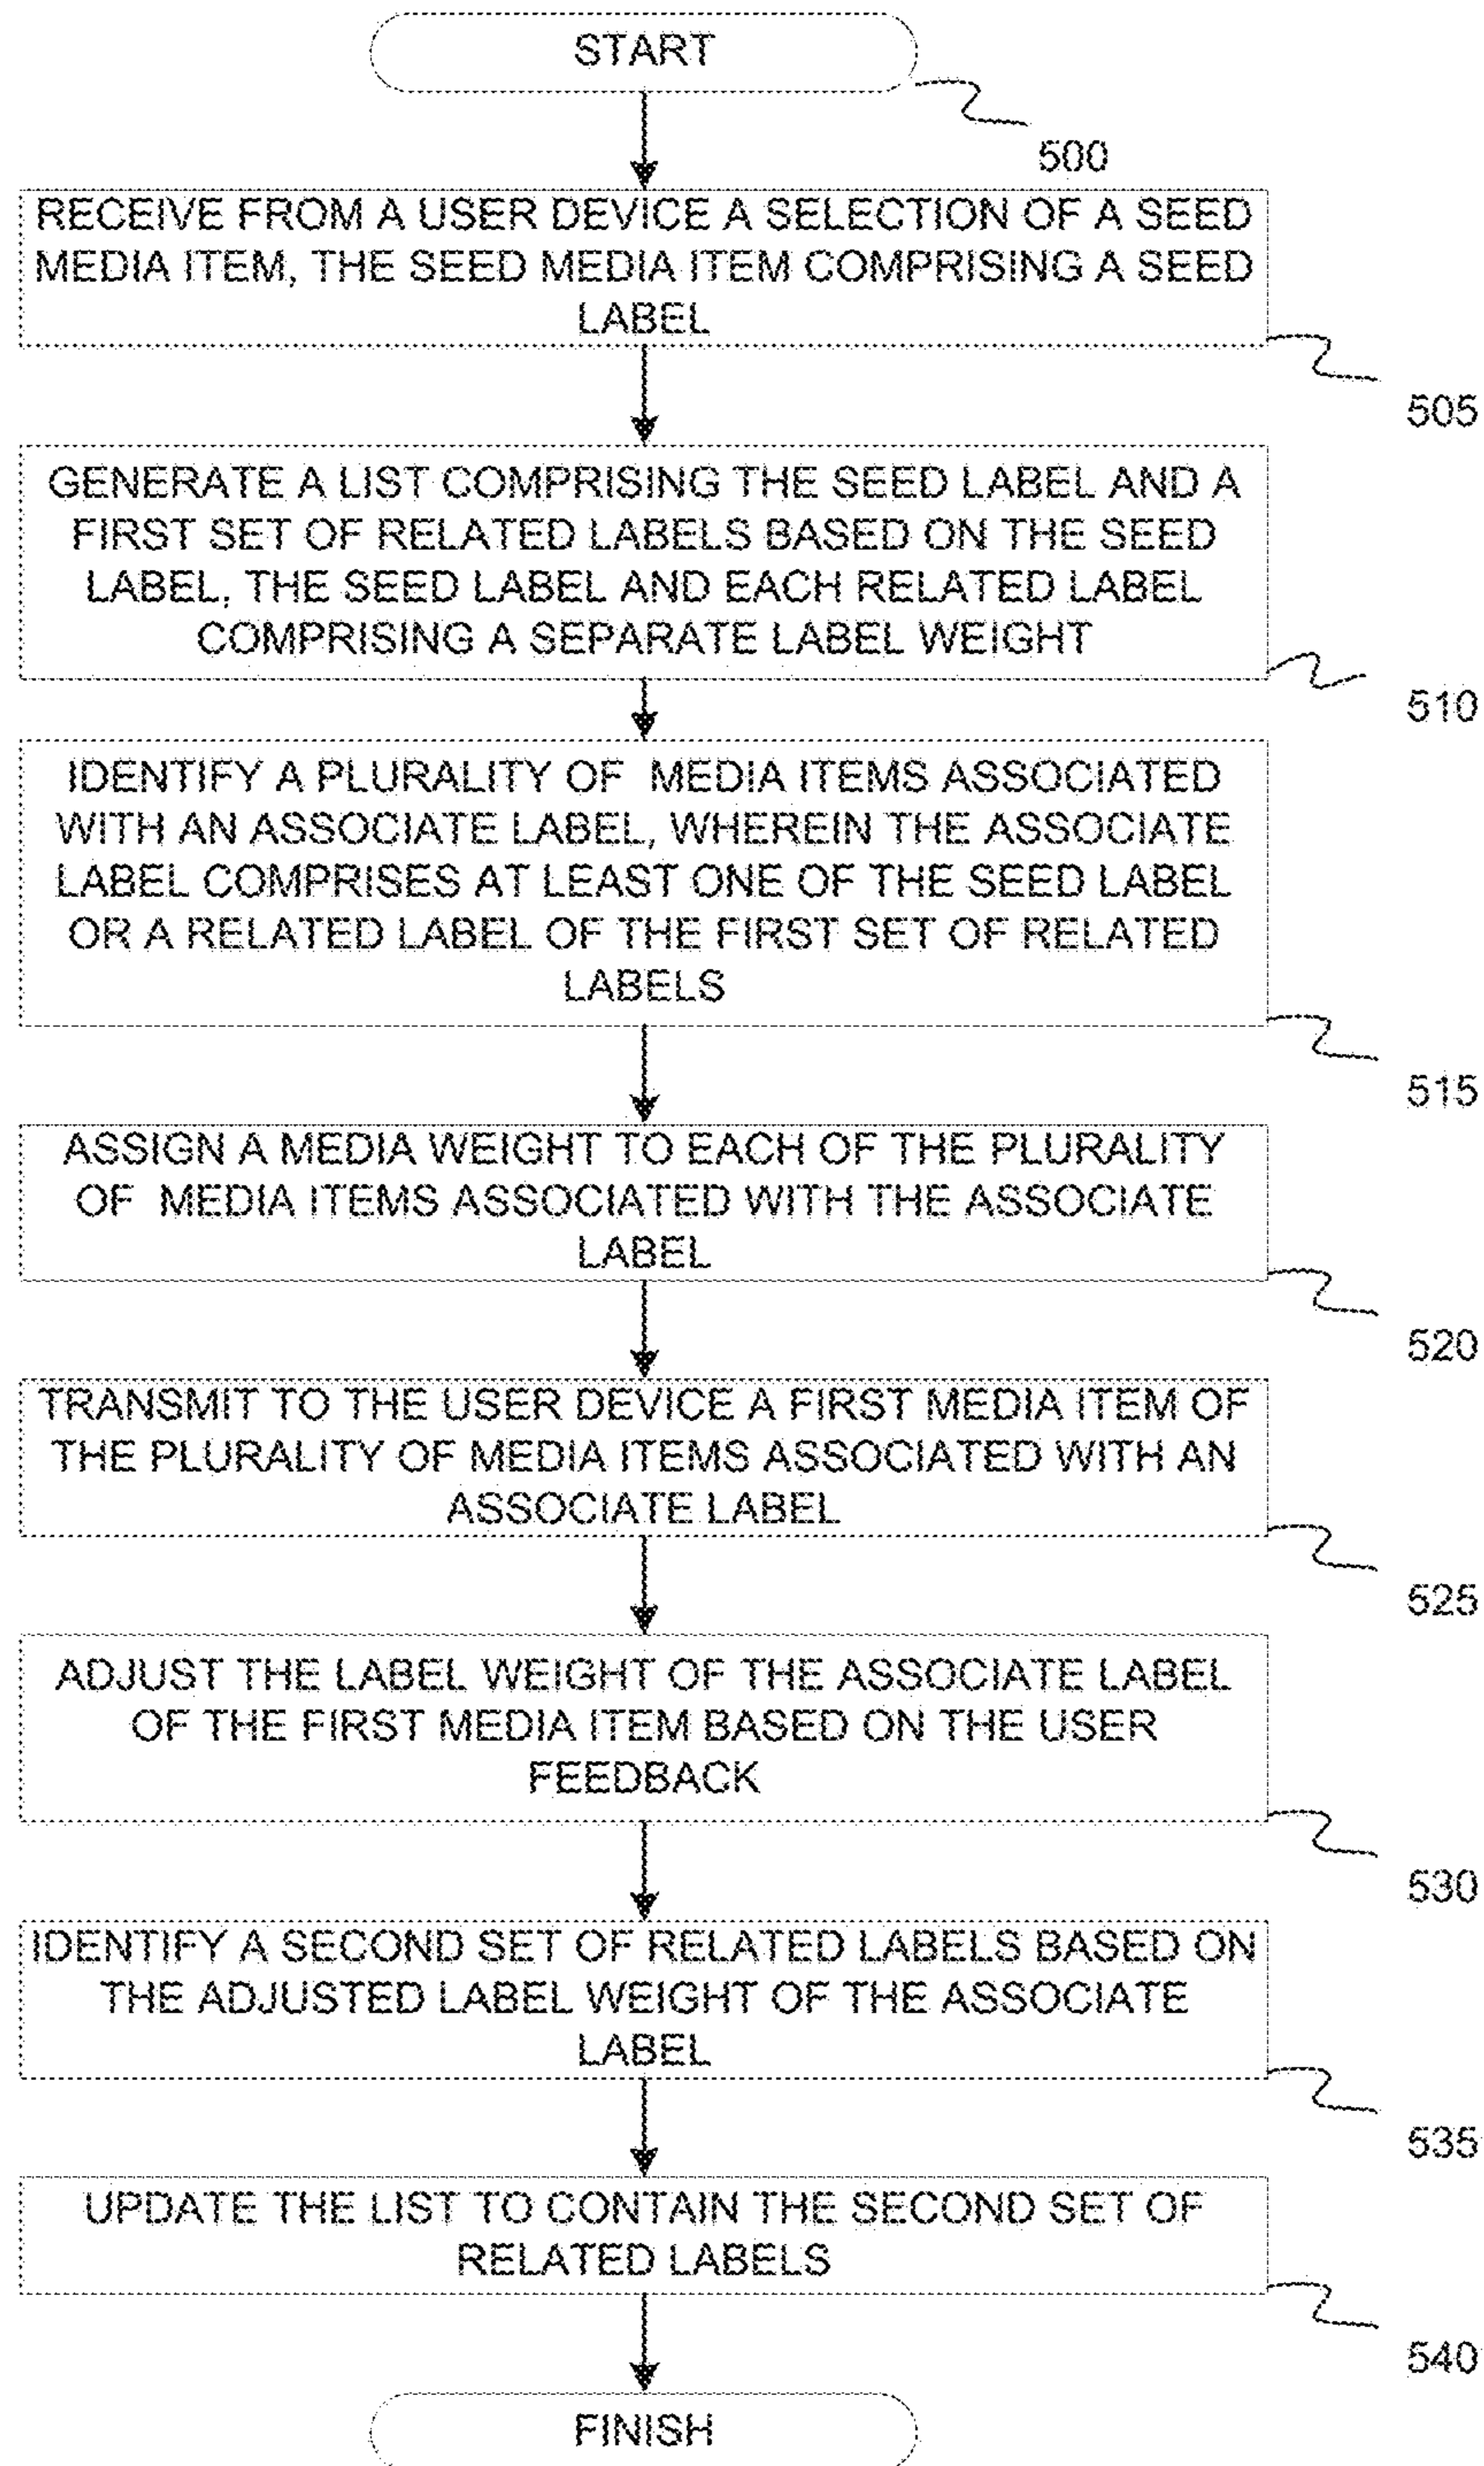 START
500
RECEIVE FROM A USER DEVICE A SELECTION OF A SEED
MEDIA ITEM, THE SEED MEDIA ITEM COMPRISING A SEED
LABEL
505
GENERATE A LIST COMPRISING THE SEED LABEL AND A
FIRST SET OF RELATED LABELS BASED ON THE SEED
LABEL, THE SEED LABEL AND EACH RELATED LABEL
COMPRISING A SEPARATE LABEL WEIGHT
510
IDENTIFY A PLURALITY OF MEDIA ITEMS ASSOCIATED
WITH AN ASSOCIATE LABEL, WHEREIN THE ASSOCIATE
LABEL COMPRISES AT LEAST ONE OF THE SEED LABEL
OR A RELATED LABEL OF THE FIRST SET OF RELATED
LABELS
515
ASSIGN A MEDIA WEIGHT TO EACH OF THE PLURALITY
OF MEDIA ITEMS ASSOCIATED WITH THE ASSOCIATE
LABEL
520
TRANSMIT TO THE USER DEVICE A FIRST MEDIA ITEM OF
THE PLURALITY OF MEDIA ITEMS ASSOCIATED WITH AN
ASSOCIATE LABEL
525
ADJUST THE LABEL WEIGHT OF THE ASSOCIATE LABEL
OF THE FIRST MEDIA ITEM BASED ON THE USER
FEEDBACK
530
IDENTIFY A SECOND SET OF RELATED LABELS BASED ON
THE ADJUSTED LABEL WEIGHT OF THE ASSOCIATE
LABEL
535
UPDATE THE LIST TO CONTAIN THE SECOND SET OF
RELATED LABELS
540
FINISH